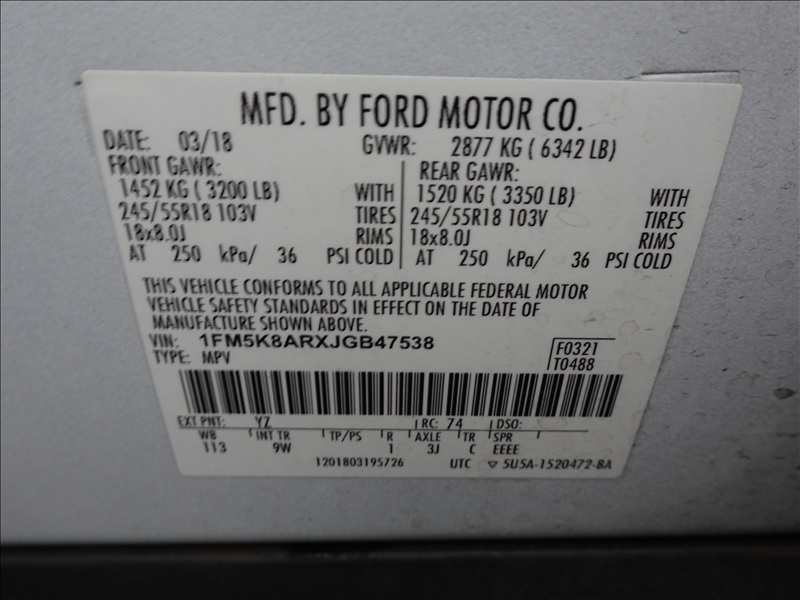 MFD. BY FORD MOTOR CO.
DATE: 03/18 GVWR: 2877 KG ( 6342 LB)
FRONT GAWR: REAR GAWR:
1452 KG ( 3200 LB) WITH 1520 KG ( 3350 LB) WITH
245/55R18 103V TIRES 245/55R18 103V TIRES
18x8.0J RIMS 18x8.0J RIMS
AT 250 kPa/ 36 PSI COLD AT 250 kPa/ 36 PSI COLD
THIS VEHICLE CONFORMS TO ALL APPLICABLE FEDERAL MOTOR
VEHICLE SAFETY STANDARDS IN EFFECT ON THE DATE OF
MANUFACTURE SHOWN ABOVE.
VIN: 1FM5K8ARXJGB47538 F0321
TYPE: MPV T0488
EXT PNT: YZ RC: 74 DSO:
WB INT TR TP/PS R AXLE TR SPR
113 9W 1 3J C EEEE
1201803195726 UTC ▽ 5U5A-1520472-BA